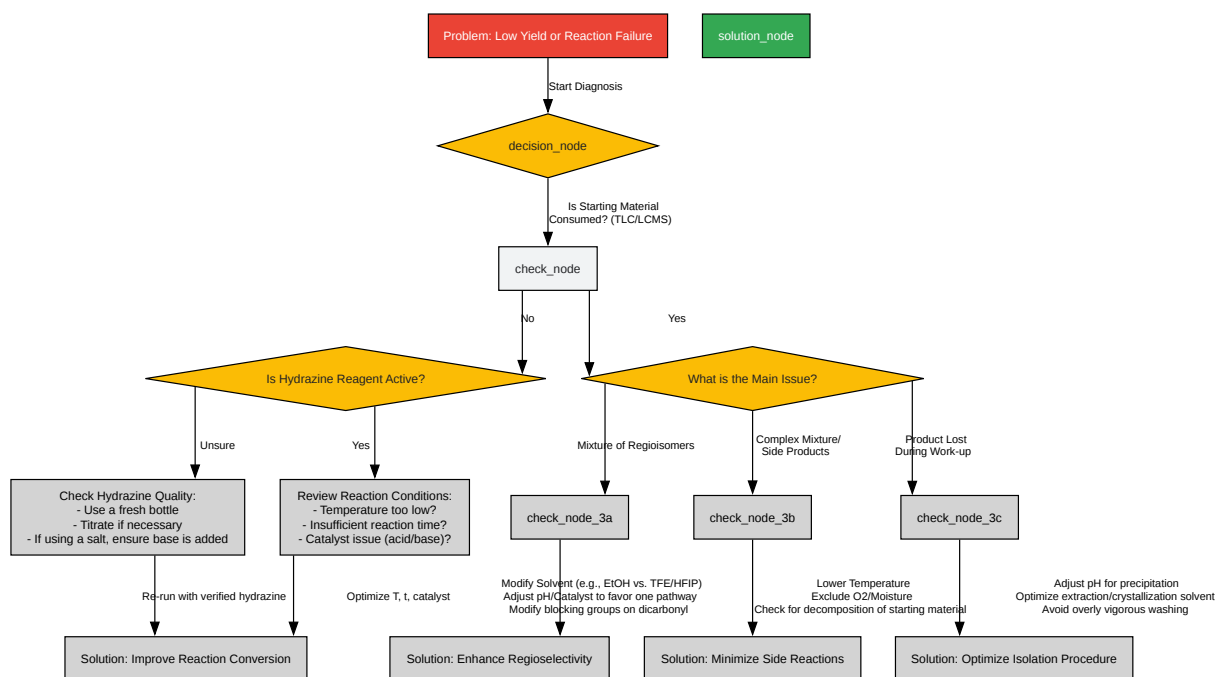 Problem: Low Yield or Reaction Failure
solution_node
Start Diagnosis
decision_node
Is Starting Material
Consumed? (TLC/LCMS)
check_node
No
Yes
Is Hydrazine Reagent Active?
What is the Main Issue?
Unsure
Yes
Mixture of Regioisomers
Complex Mixture/
Side Products
Product Lost
During Work-up
Check Hydrazine Quality:
- Use a fresh bottle
- Titrate if necessary
- If using a salt, ensure base is added
Review Reaction Conditions:
- Temperature too low?
- Insufficient reaction time?
- Catalyst issue (acid/base)?
check_node_3a
check_node_3b
check_node_3c
Re-run with verified hydrazine
Optimize T, t, catalyst
Modify Solvent (e.g., EtOH vs. TFE/HFIP)
Adjust pH/Catalyst to favor one pathway
Modify blocking groups on dicarbonyl
Lower Temperature
Exclude O2/Moisture
Check for decomposition of starting material
Adjust pH for precipitation
Optimize extraction/crystallization solvent
Avoid overly vigorous washing
Solution: Improve Reaction Conversion
Solution: Enhance Regioselectivity
Solution: Minimize Side Reactions
Solution: Optimize Isolation Procedure